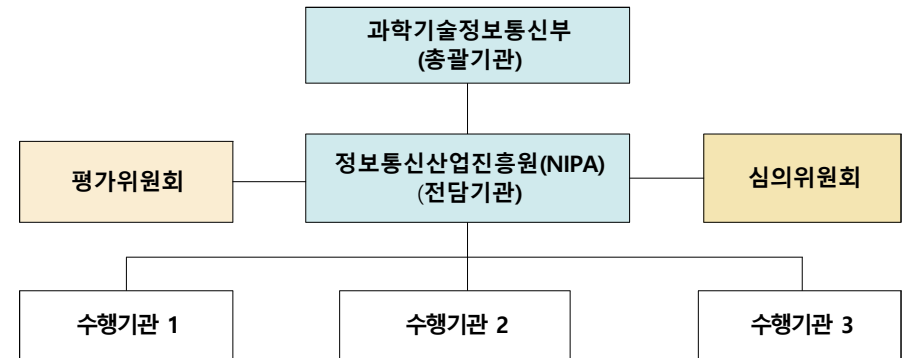 과학기술정보통신부
(총괄기관)
평가위원회
정보통신산업진흥원(NIPA)
(전담기관)
심의위원회
수행기관 1
수행기관 2
수행기관 3